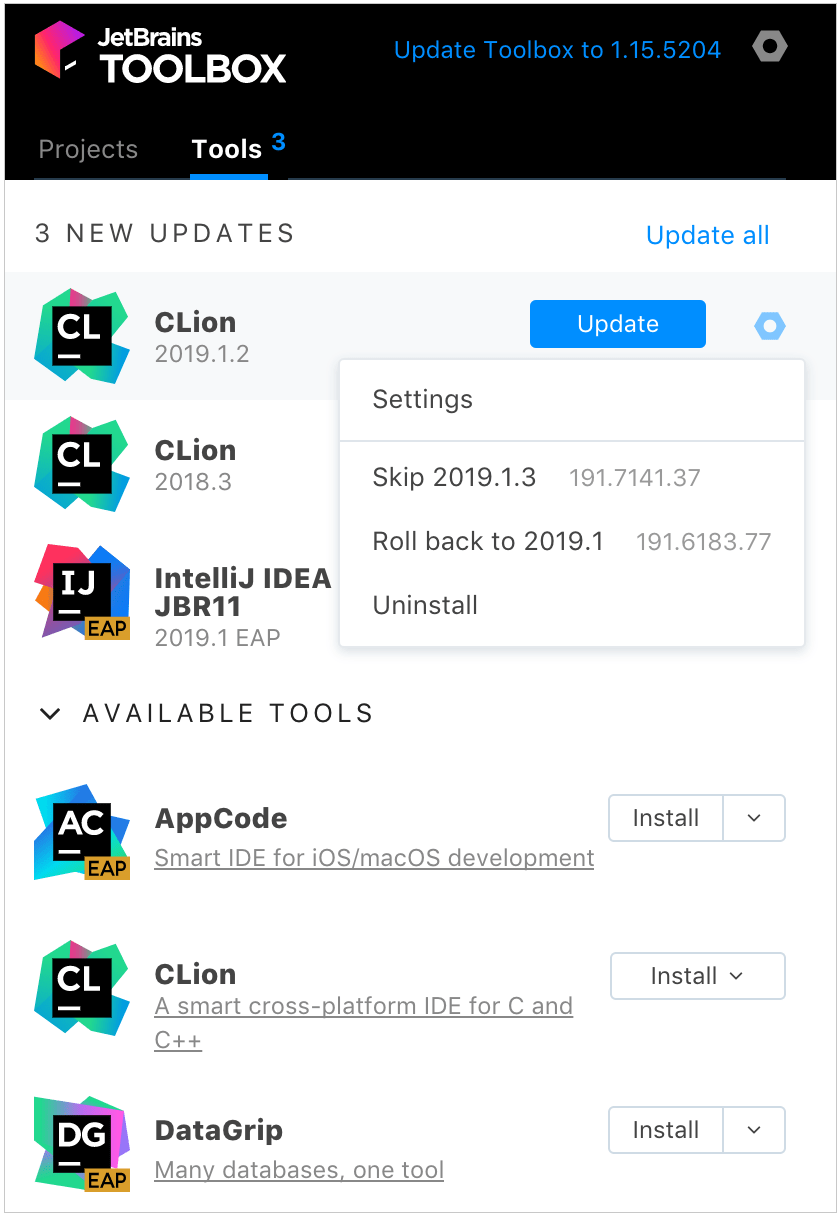 JetBrains
TOOLBOX
Update Toolbox to 1.15.5204
Projects
Tools 3
3 NEW UPDATES
Update all
CL
CLion
2019.1.2
Update
Settings
Skip 2019.1.3 191.7141.37
Roll back to 2019.1 191.6183.77
Uninstall
CL
CLion
2018.3
IJ
EAP
IntelliJ IDEA
JBR11
2019.1 EAP
AVAILABLE TOOLS
AC
EAP
AppCode
Smart IDE for iOS/macOS development
Install
CL
CLion
A smart cross-platform IDE for C and
C++
Install
DG
EAP
DataGrip
Many databases, one tool
Install